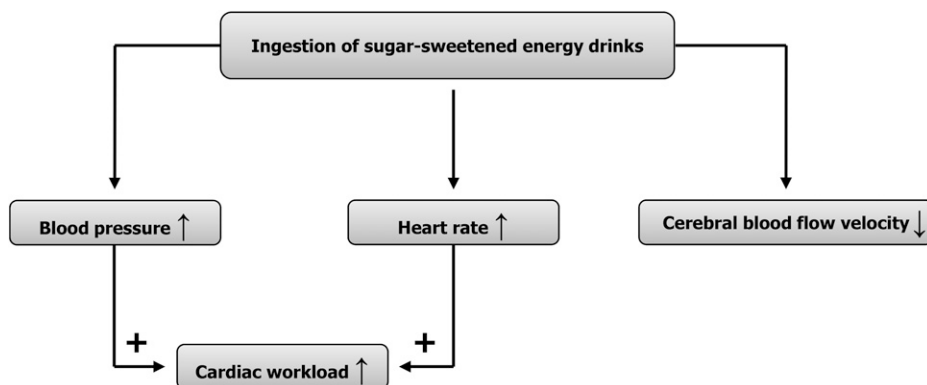 Ingestion of sugar-sweetened energy drinks
Blood pressure ↑
Heart rate ↑
Cerebral blood flow velocity ↓
+
+
Cardiac workload ↑